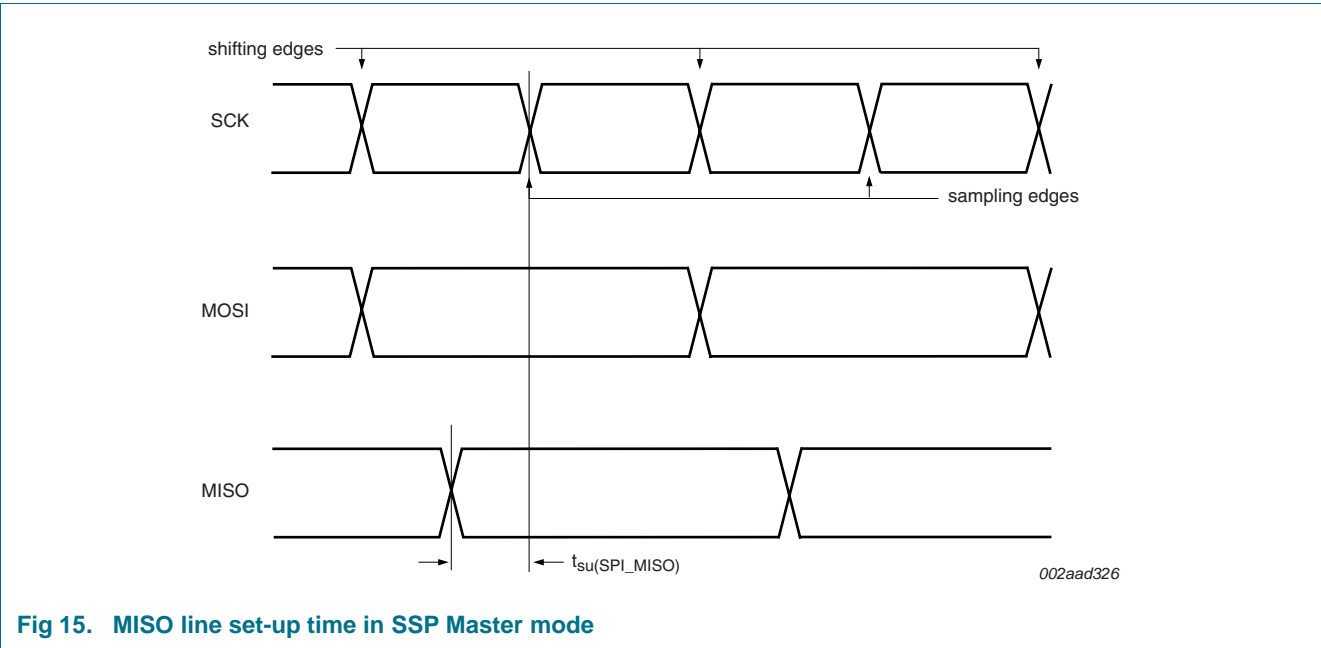 shifting edges
SCK
sampling edges
MOSI
MISO
tsu(SPI_MISO)
002aad326
Fig 15. MISO line set-up time in SSP Master mode